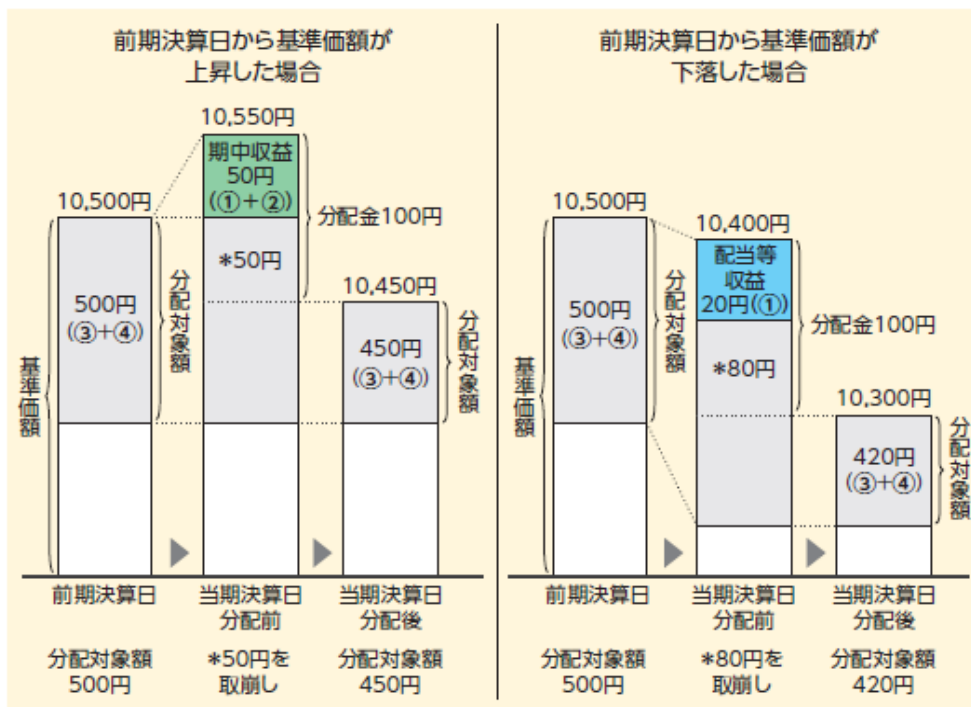 前期決算日から基準価額が
上昇した場合
10,550円
期中収益
50円
(①+②)
10,500円
分配金100円
*50円
10,450円
500円
(③+④)
分配対象額
450円
(③+④)
分配対象額
基準価額
前期決算日
当期決算日
分配前
当期決算日
分配後
分配対象額
500円
*50円を
取崩し
分配対象額
450円
前期決算日から基準価額が
下落した場合
10,500円
10,400円
配当等
収益
20円(①)
500円
(③+④)
分配対象額
分配金100円
*80円
10,300円
基準価額
420円
(③+④)
分配対象額
前期決算日
当期決算日
分配前
当期決算日
分配後
分配対象額
500円
*80円を
取崩し
分配対象額
420円